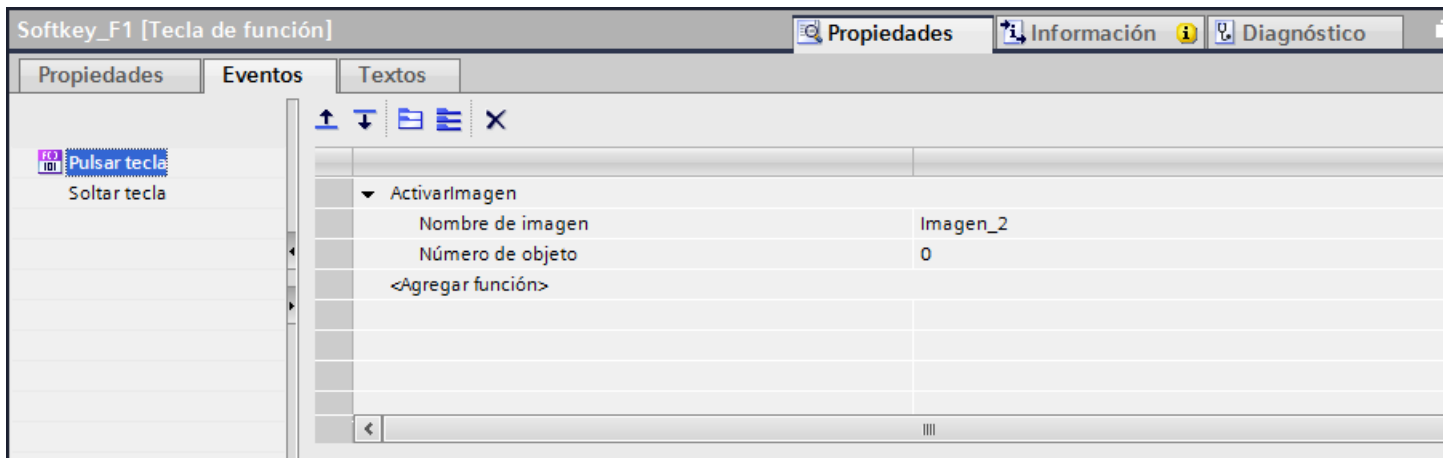 Softkey_F1 [Tecla de función]
Propiedades
Información
Diagnóstico
Propiedades
Eventos
Textos
Pulsar tecla
Soltar tecla
ActivarImagen
Nombre de imagen Imagen_2
Número de objeto 0
<Agregar función>